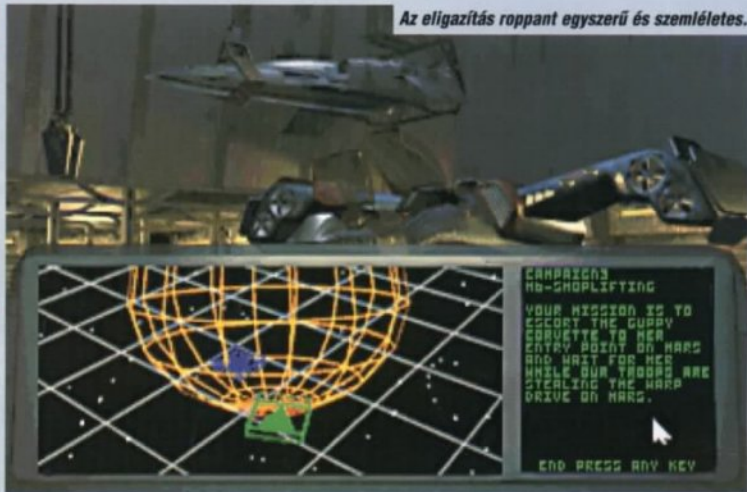 Az eligazítás roppant egyszerű és szemléletes.
CAMPAIGN3
M6-SHOPLIFTING
YOUR MISSION IS TO
ESCORT THE GUPPY
CORVETTE TO HER
ENTRY POINT ON MARS
AND WAIT FOR HER
WHILE OUR TROOPS ARE
STEALING THE WARP
DRIVE ON MARS.
END PRESS ANY KEY